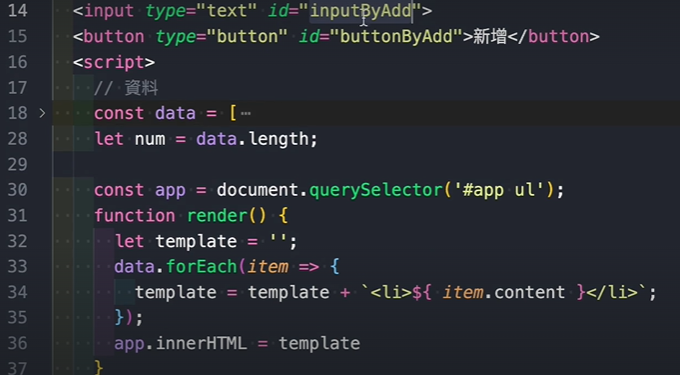 14 <input type="text" id="inputByAdd">
15 <button type="button" id="buttonByAdd">新增</button>
16 <script>
17 // 資料
18 const data = [ ⋯
28 let num = data.length;
29
30 const app = document.querySelector('#app ul');
31 function render() {
32 let template = '';
33 data.forEach(item => {
34 template = template + `<li>${ item.content }</li>`;
35 });
36 app.innerHTML = template
37 }